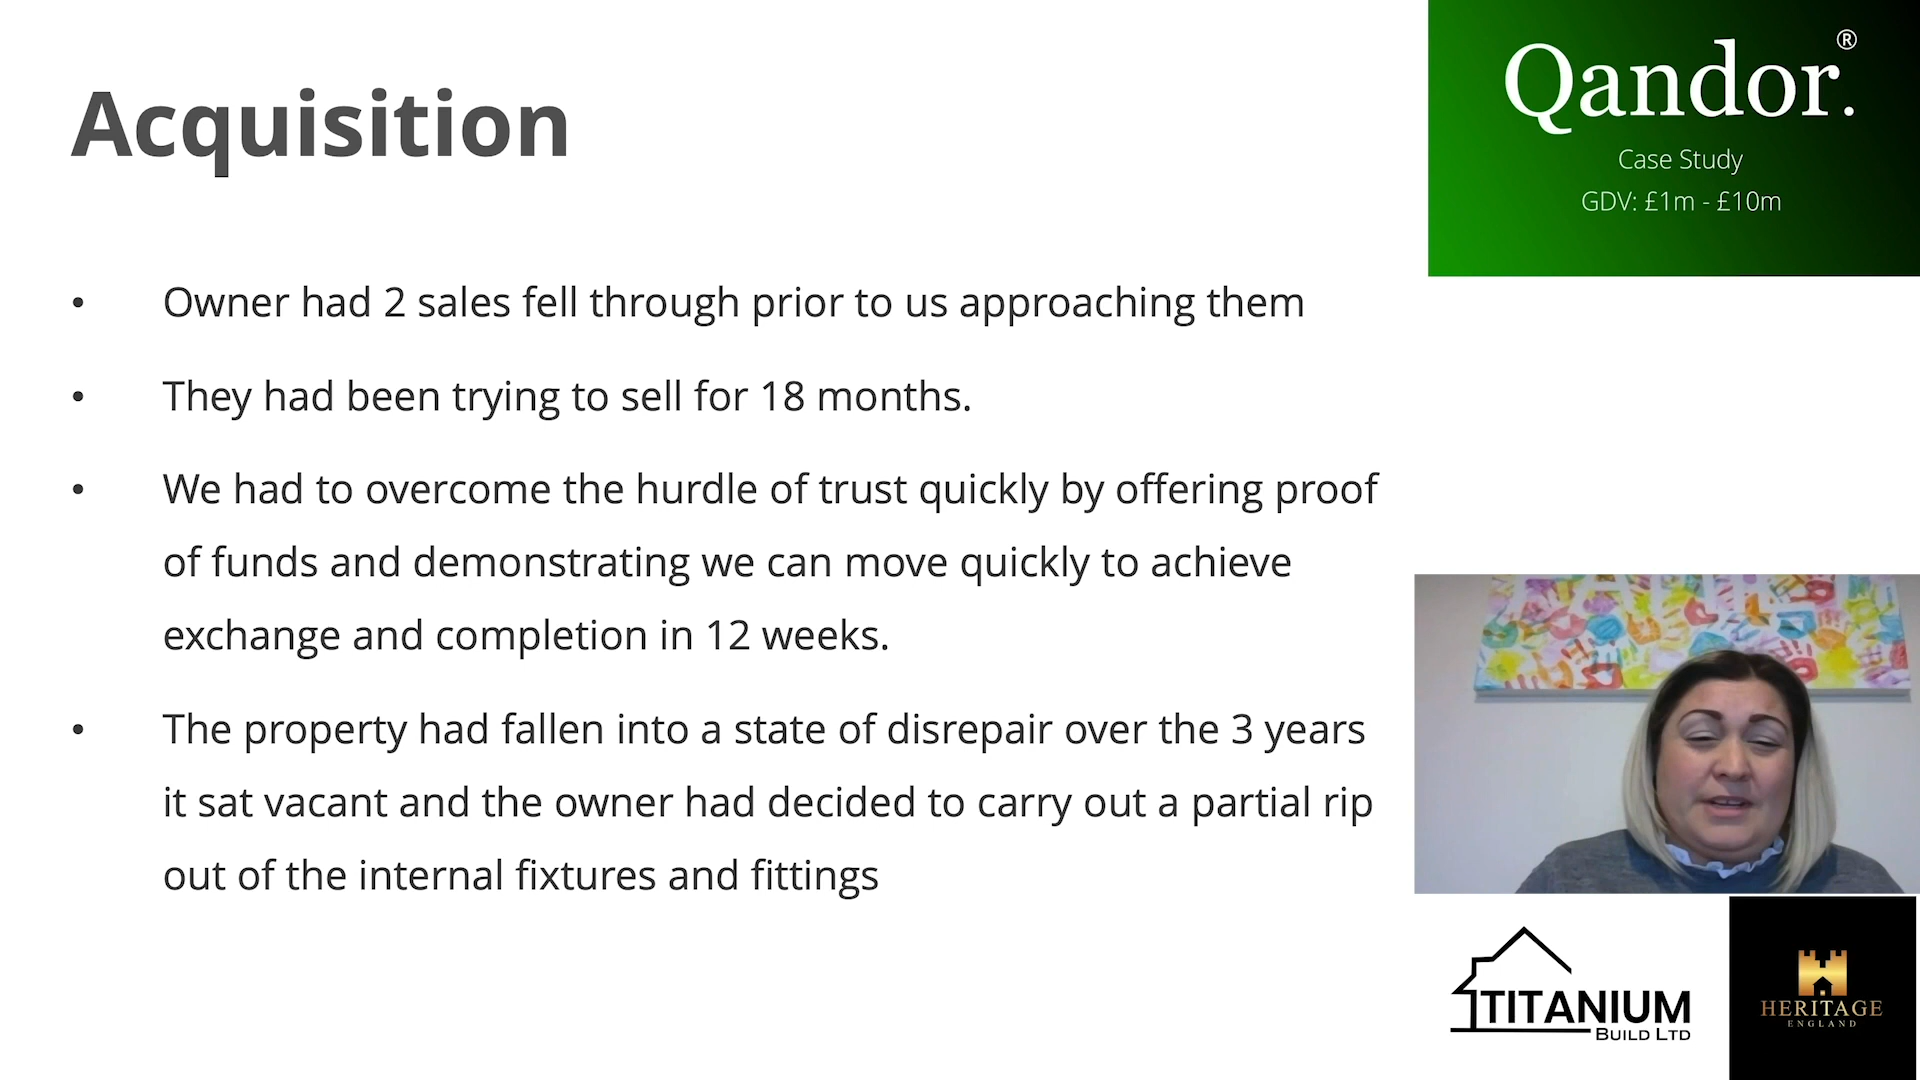 Acquisition
• Owner had 2 sales fell through prior to us approaching them
• They had been trying to sell for 18 months.
• We had to overcome the hurdle of trust quickly by offering proof
of funds and demonstrating we can move quickly to achieve
exchange and completion in 12 weeks.
• The property had fallen into a state of disrepair over the 3 years
it sat vacant and the owner had decided to carry out a partial rip
out of the internal fixtures and fittings
Qandor.®
Case Study
GDV: £1m - £10m
TITANIUM
BUILD LTD
HERITAGE
ENGLAND